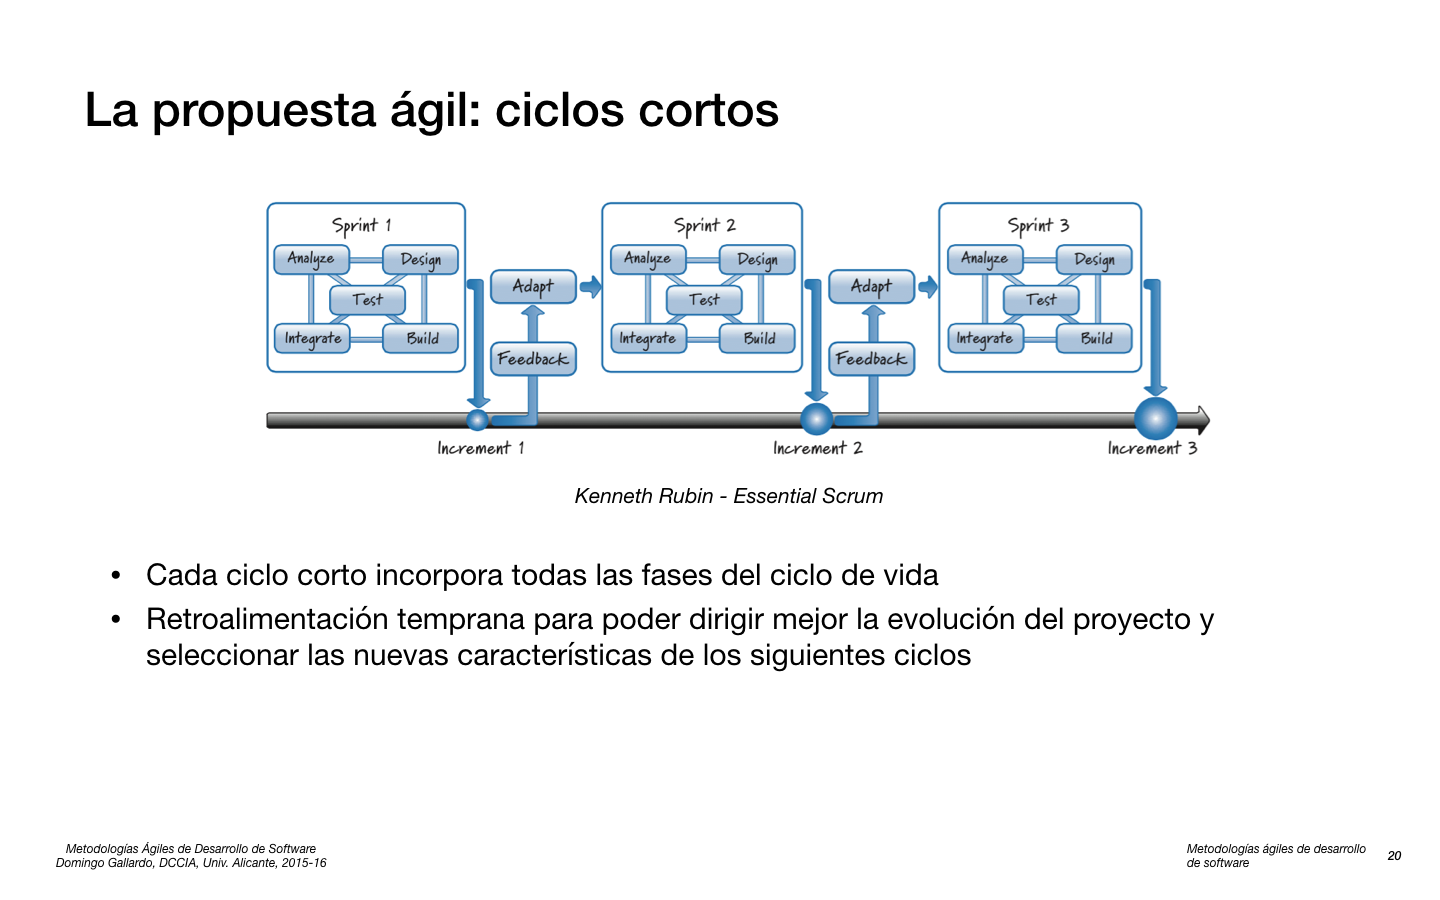 La propuesta ágil: ciclos cortos
Sprint 1
Analyze
Design
Test
Integrate
Build
Adapt
Feedback
Sprint 2
Analyze
Design
Test
Integrate
Build
Adapt
Feedback
Sprint 3
Analyze
Design
Test
Integrate
Build
Increment 1
Increment 2
Increment 3
Kenneth Rubin - Essential Scrum
• Cada ciclo corto incorpora todas las fases del ciclo de vida
• Retroalimentación temprana para poder dirigir mejor la evolución del proyecto y
seleccionar las nuevas características de los siguientes ciclos
Metodologías Ágiles de Desarrollo de Software
Domingo Gallardo, DCCIA, Univ. Alicante, 2015-16
Metodologías ágiles de desarrollo
de software
20